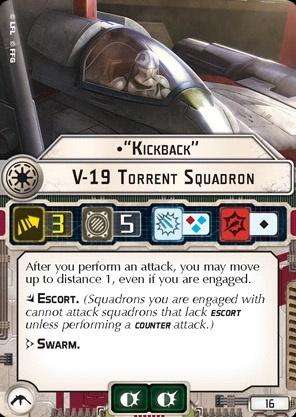 © LFL © FFG
•"Kickback"
V-19 Torrent Squadron
3 5
After you perform an attack, you may move
up to distance 1, even if you are engaged.
Escort. (Squadrons you are engaged with
cannot attack squadrons that lack escort
unless performing a counter attack.)
Swarm.
16